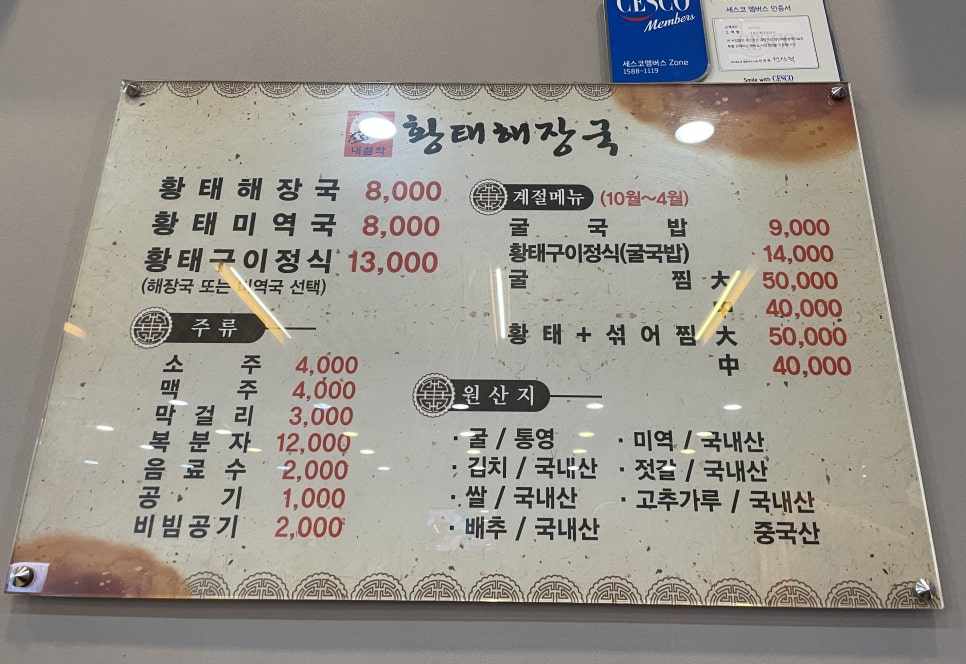 CESCO
Members
세스코멤버스 Zone
1588-1119
세스코 멤버스 인증서
Smile with CESCO
내설악
황태해장국
황태해장국 8,000
황태미역국 8,000
황태구이정식 13,000
(해장국 또는 미역국 선택)
주류
소주 4,000
맥주 4,000
막걸리 3,000
복분자 12,000
음료수 2,000
공기 1,000
비빔공기 2,000
계절메뉴 (10월~4월)
굴국밥 9,000
황태구이정식(굴국밥) 14,000
굴찜 大 50,000
中 40,000
황태+섞어찜 大 50,000
中 40,000
원산지
· 굴 / 통영
· 김치 / 국내산
· 쌀 / 국내산
· 배추 / 국내산
· 미역 / 국내산
· 젓갈 / 국내산
· 고추가루 / 국내산
중국산